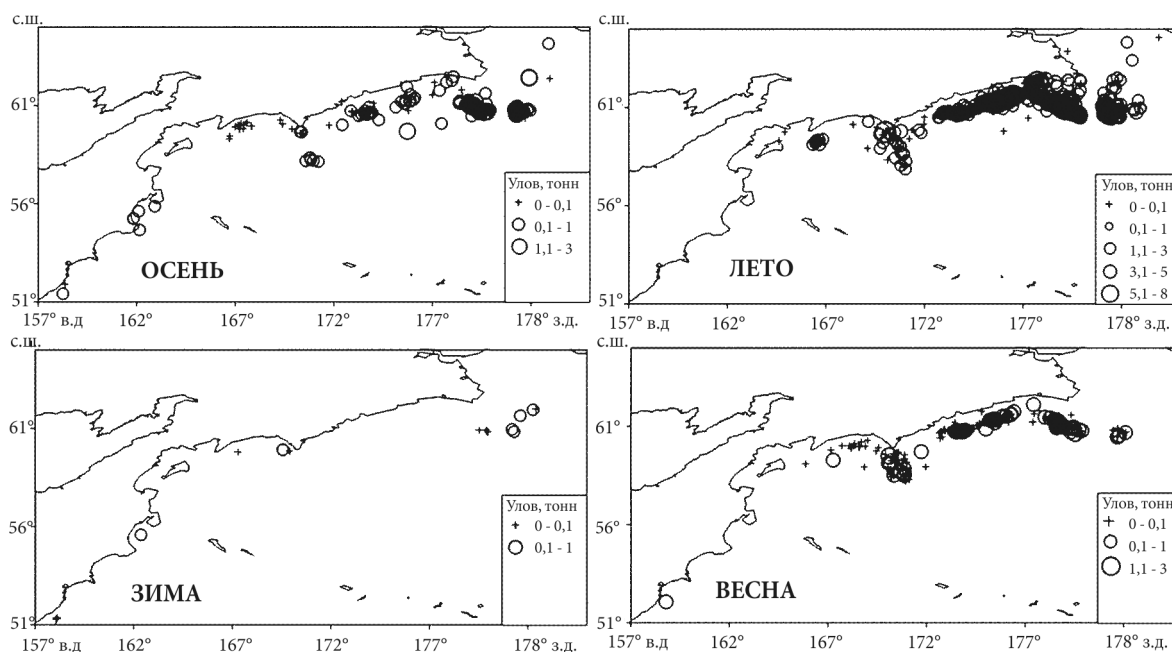 с.ш.
61°
56°
51°
157° в.д
162°
167°
172°
177°
178° з.д.
ОСЕНЬ
Улов, тонн
0 - 0,1
0,1 - 1
1,1 - 3
с.ш.
61°
56°
51°
157° в.д
162°
167°
172°
177°
178° з.д.
ЛЕТО
Улов, тонн
0 - 0,1
0,1 - 1
1,1 - 3
3,1 - 5
5,1 - 8
с.ш.
61°
56°
51°
157° в.д
162°
167°
172°
177°
178° з.д.
ЗИМА
Улов, тонн
0 - 0,1
0,1 - 1
с.ш.
61°
56°
51°
157° в.д
162°
167°
172°
177°
178° з.д.
ВЕСНА
Улов, тонн
0 - 0,1
0,1 - 1
1,1 - 3